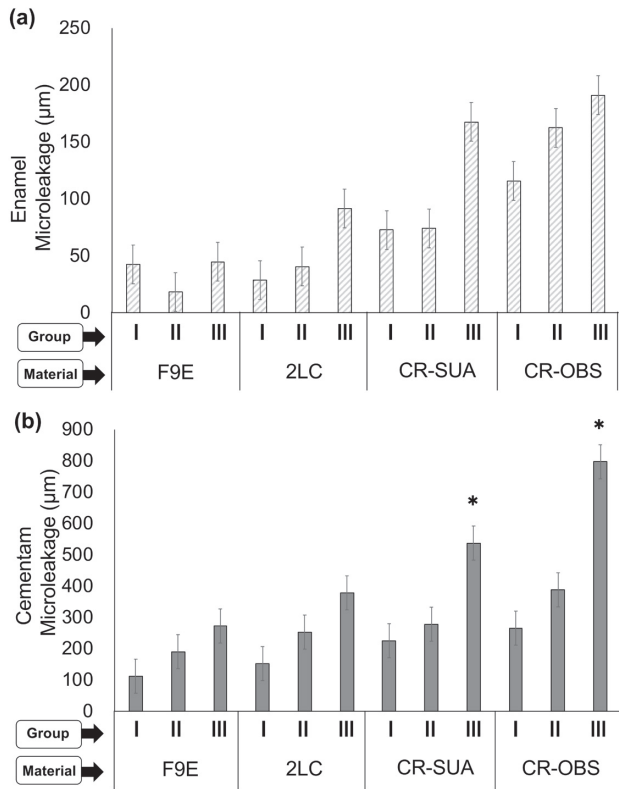 (a)
Enamel
Microleakage (μm)
250
200
150
100
50
0
Group I II III I II III I II III I II III
Material F9E 2LC CR-SUA CR-OBS
(b)
Cementam
Microleakage (μm)
900
800
700
600
500
400
300
200
100
0
* *
Group I II III I II III I II III I II III
Material F9E 2LC CR-SUA CR-OBS